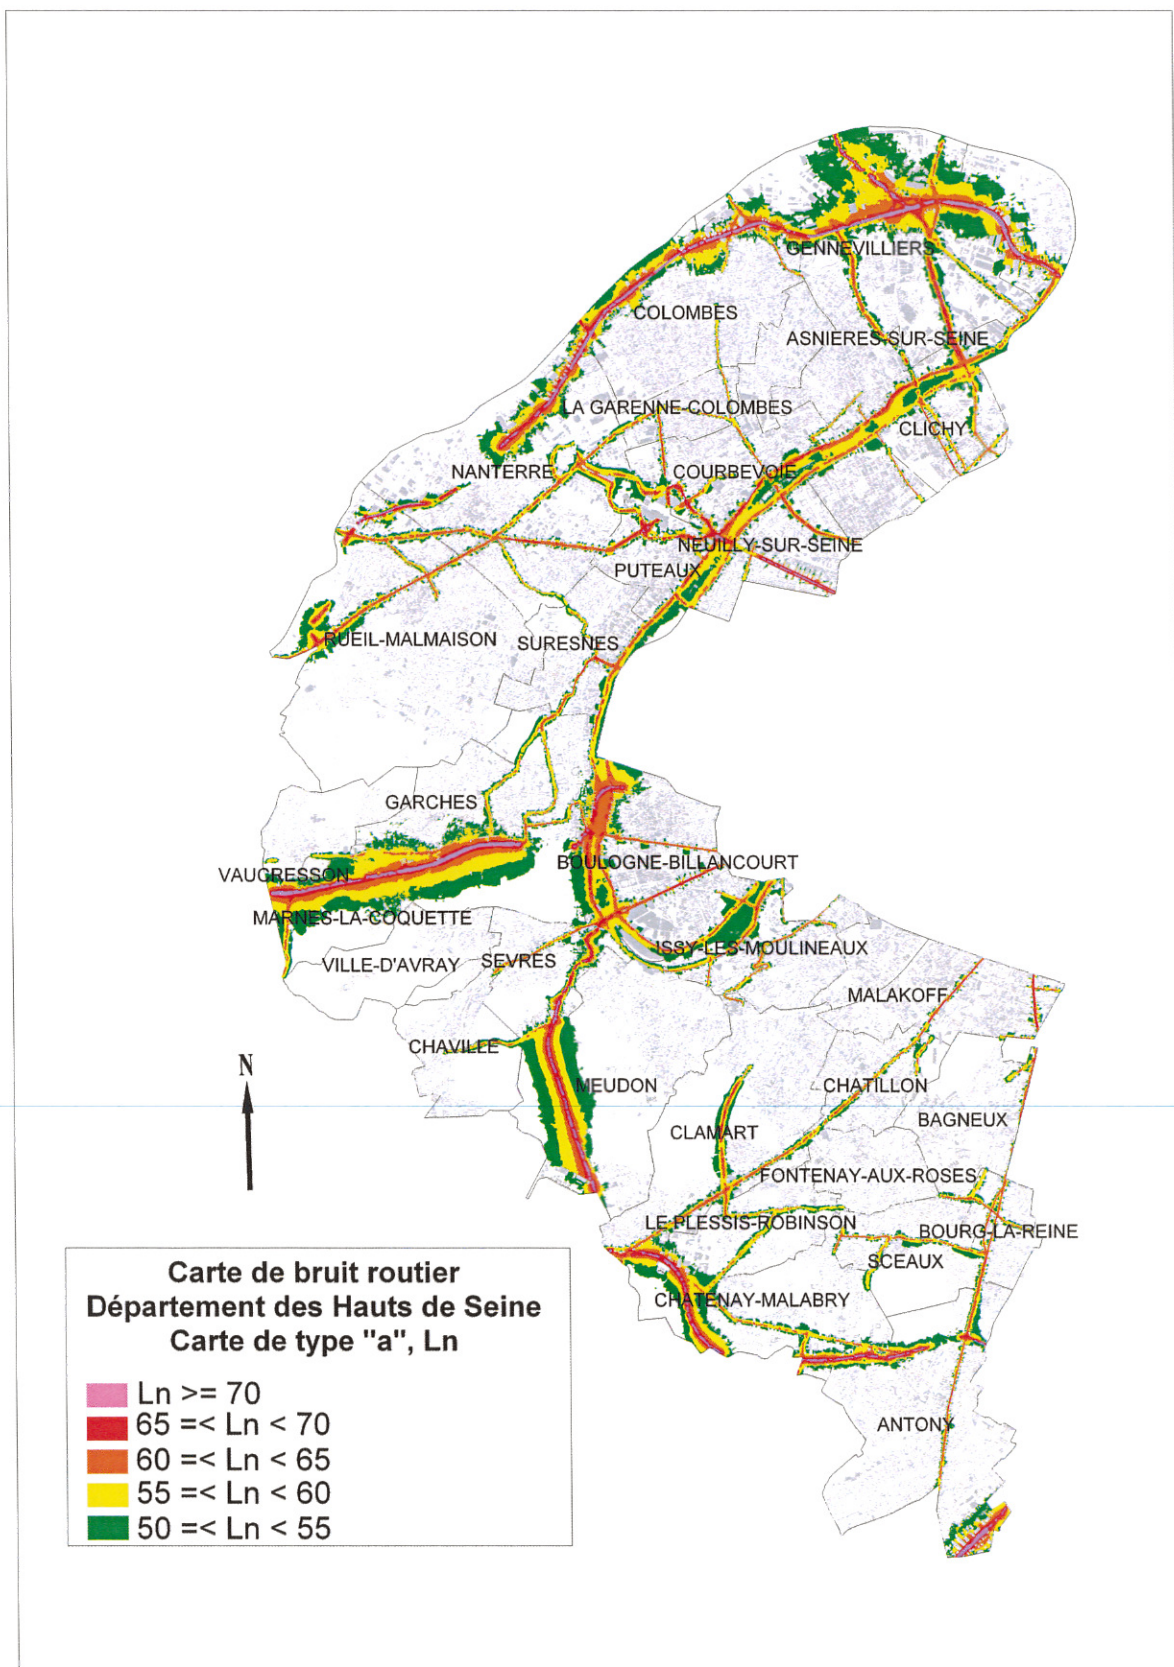 GENNEVILLIERS
COLOMBES
ASNIERES-SUR-SEINE
LA GARENNE-COLOMBES
CLICHY
NANTERRE
COURBEVOIE
NEUILLY-SUR-SEINE
PUTEAUX
RUEIL-MALMAISON
SURESNES
GARCHES
BOULOGNE-BILLANCOURT
VAUCRESSON
MARNES-LA-COQUETTE
ISSY-LES-MOULINEAUX
VILLE-D'AVRAY
SEVRES
MALAKOFF
CHAVILLE
N
MEUDON
CHATILLON
BAGNEUX
CLAMART
FONTENAY-AUX-ROSES
LE PLESSIS-ROBINSON
BOURG-LA-REINE
SCEAUX
CHATENAY-MALABRY
ANTONY
Carte de bruit routier
Département des Hauts de Seine
Carte de type "a", Ln
Ln >= 70
65 =< Ln < 70
60 =< Ln < 65
55 =< Ln < 60
50 =< Ln < 55